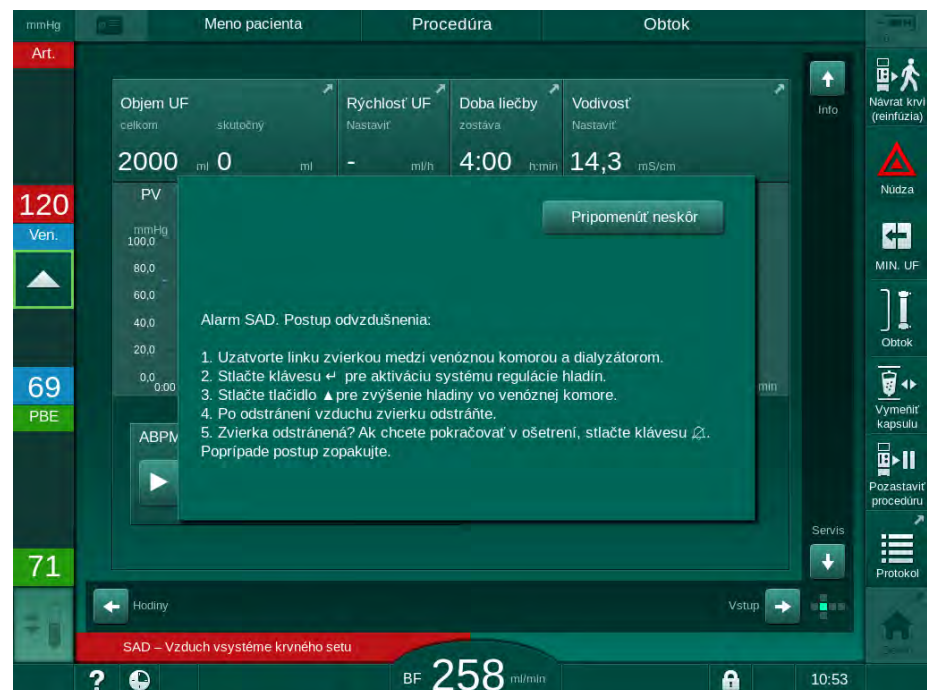 mmHg
Meno pacienta
Procedúra
Obtok
Art.
120
Ven.
69
PBE
71
Objem UF
celkom
skutočný
2000 ml 0 ml
Rýchlosť UF
Nastaviť
- ml/h
Doba liečby
zostáva
4:00 h:min
Vodivosť
Nastaviť
14,3 mS/cm
Info
PV
mmHg
100,0
80,0
60,0
40,0
20,0
0,0
0:00
min
Pripomenúť neskôr
Alarm SAD. Postup odvzdušnenia:
1. Uzatvorte linku zvierkou medzi venóznou komorou a dialyzátorom.
2. Stlačte klávesu ↵ pre aktiváciu systému regulácie hladín.
3. Stlačte tlačidlo ▲pre zvýšenie hladiny vo venóznej komore.
4. Po odstránení vzduchu zvierku odstráňte.
5. Zvierka odstránená? Ak chcete pokračovať v ošetrení, stlačte klávesu 🔕.
Poprípade postup zopakujte.
ABPM
Servis
Hodiny
Vstup
SAD – Vzduch vsystéme krvného setu
?
BF 258 ml/min
10:53
Návrat krvi
(reinfúzia)
Núdza
MIN. UF
Obtok
Vymeniť
kapsulu
Pozastaviť
procedúru
Protokol